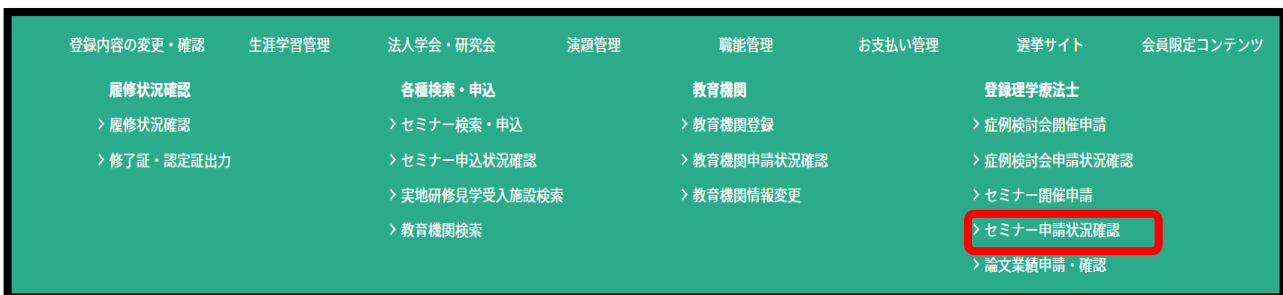 登録内容の変更・確認 生涯学習管理 法人学会・研究会 演題管理 職能管理 お支払い管理 選挙サイト 会員限定コンテンツ
履修状況確認
> 履修状況確認
> 修了証・認定証出力
各種検索・申込
> セミナー検索・申込
> セミナー申込状況確認
> 実地研修見学受入施設検索
> 教育機関検索
教育機関
> 教育機関登録
> 教育機関申請状況確認
> 教育機関情報変更
登録理学療法士
> 症例検討会開催申請
> 症例検討会申請状況確認
> セミナー開催申請
> セミナー申請状況確認
> 論文業績申請・確認